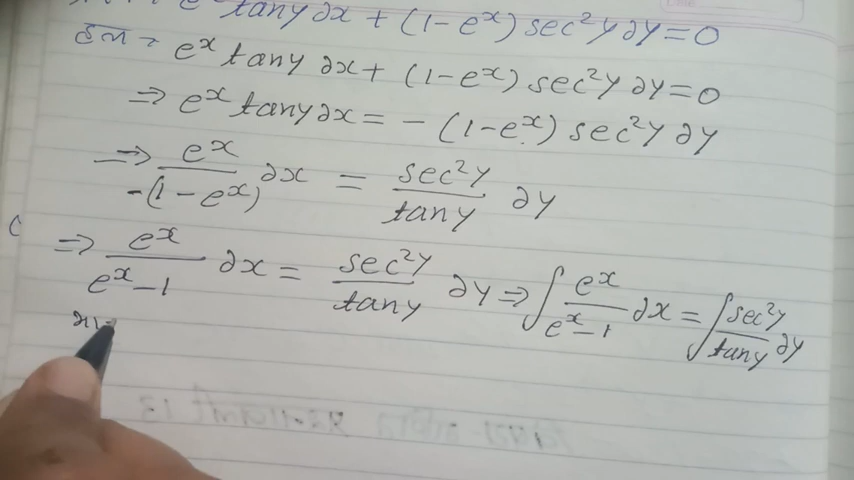 e^x tany ∂x + (1-e^x) sec²y ∂y = 0
e^x tany ∂x + (1-e^x) sec²y ∂y = 0
⇒ e^x tany ∂x = - (1-e^x) sec²y ∂y
⇒ e^x / -(1-e^x) ∂x = sec²y / tany ∂y
⇒ e^x / e^x-1 ∂x = sec²y / tany ∂y ⇒ ∫ e^x / e^x-1 ∂x = ∫ sec²y / tany ∂y